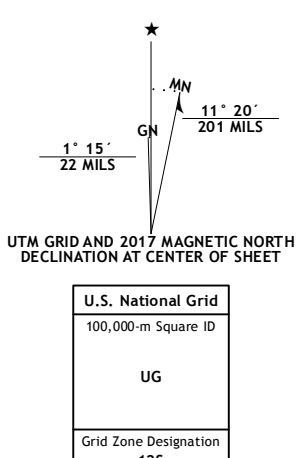 MN
11° 20´
201 MILS
GN
1° 15´
22 MILS
UTM GRID AND 2017 MAGNETIC NORTH
DECLINATION AT CENTER OF SHEET
U.S. National Grid
100,000-m Square ID
UG
Grid Zone Designation